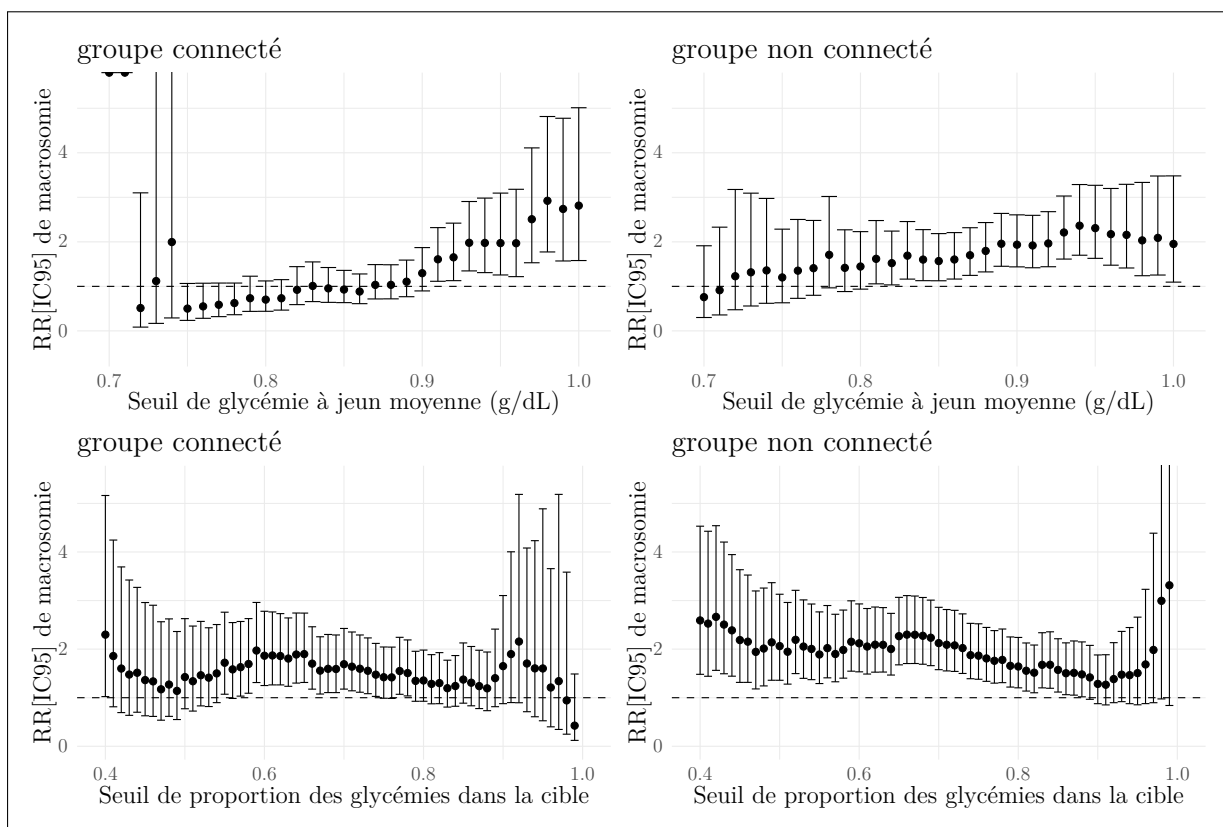 groupe connecté
groupe non connecté
RR[IC95] de macrosomie
4
2
0
0.7 0.8 0.9 1.0
Seuil de glycémie à jeun moyenne (g/dL)
RR[IC95] de macrosomie
4
2
0
0.7 0.8 0.9 1.0
Seuil de glycémie à jeun moyenne (g/dL)
groupe connecté
groupe non connecté
RR[IC95] de macrosomie
4
2
0
0.4 0.6 0.8 1.0
Seuil de proportion des glycémies dans la cible
RR[IC95] de macrosomie
4
2
0
0.4 0.6 0.8 1.0
Seuil de proportion des glycémies dans la cible